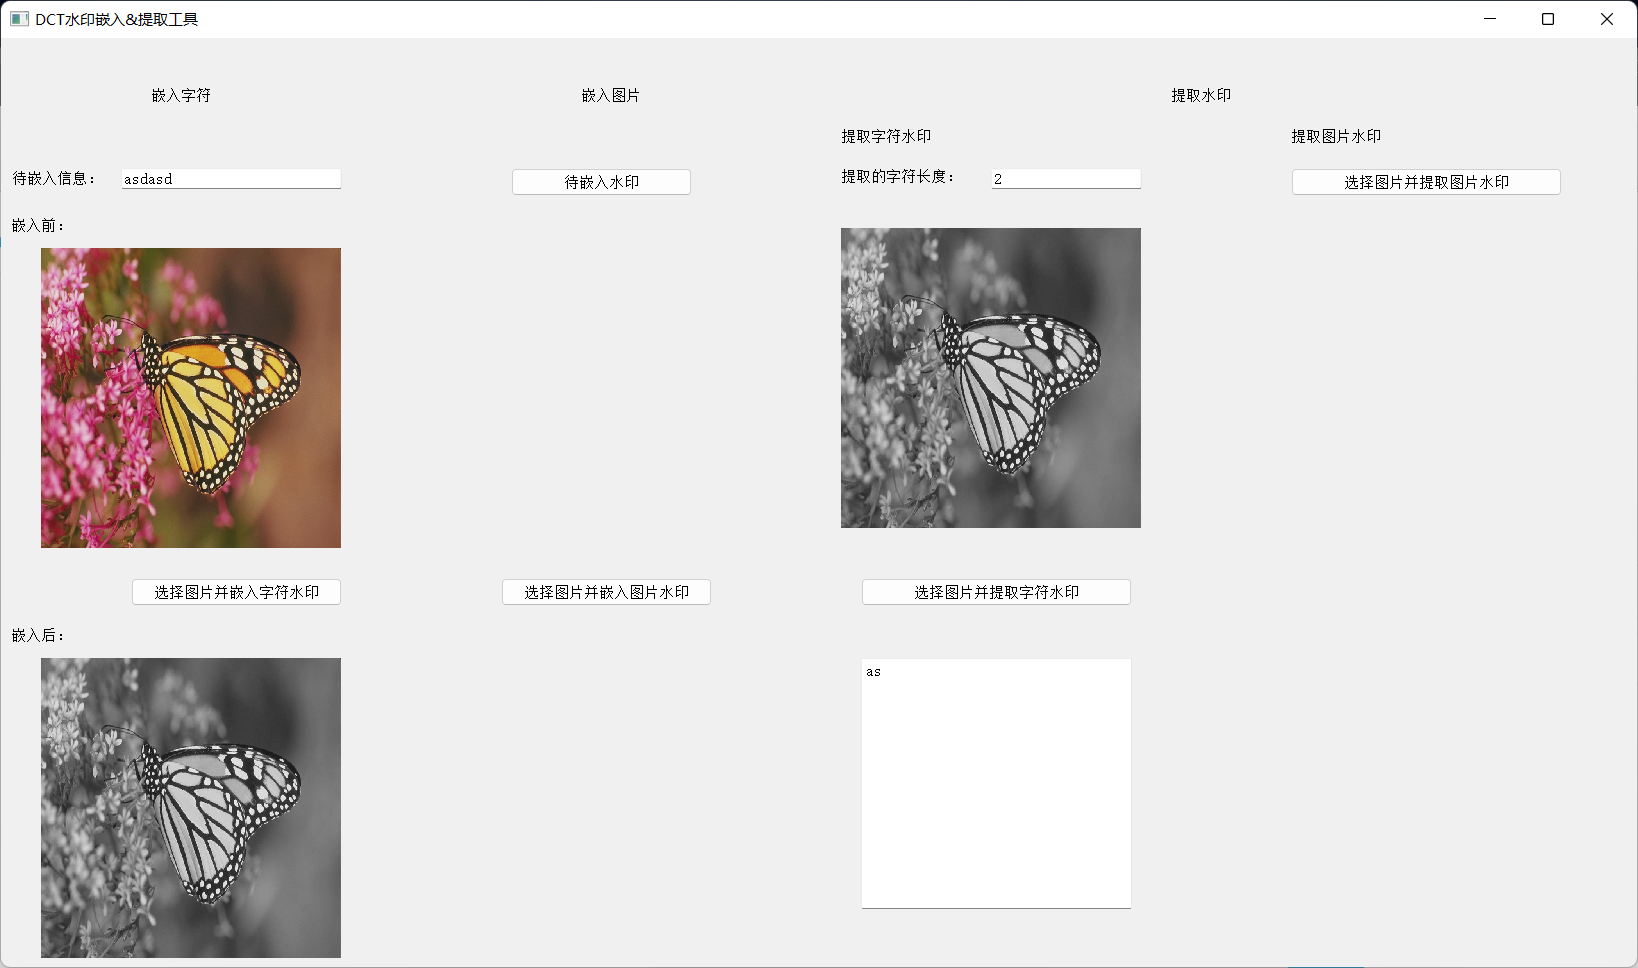 DCT水印嵌入&提取工具
嵌入字符
嵌入图片
提取水印
提取字符水印
提取图片水印
待嵌入信息：
asdasd
待嵌入水印
提取的字符长度：
2
选择图片并提取图片水印
嵌入前：
选择图片并嵌入字符水印
选择图片并嵌入图片水印
选择图片并提取字符水印
嵌入后：
as